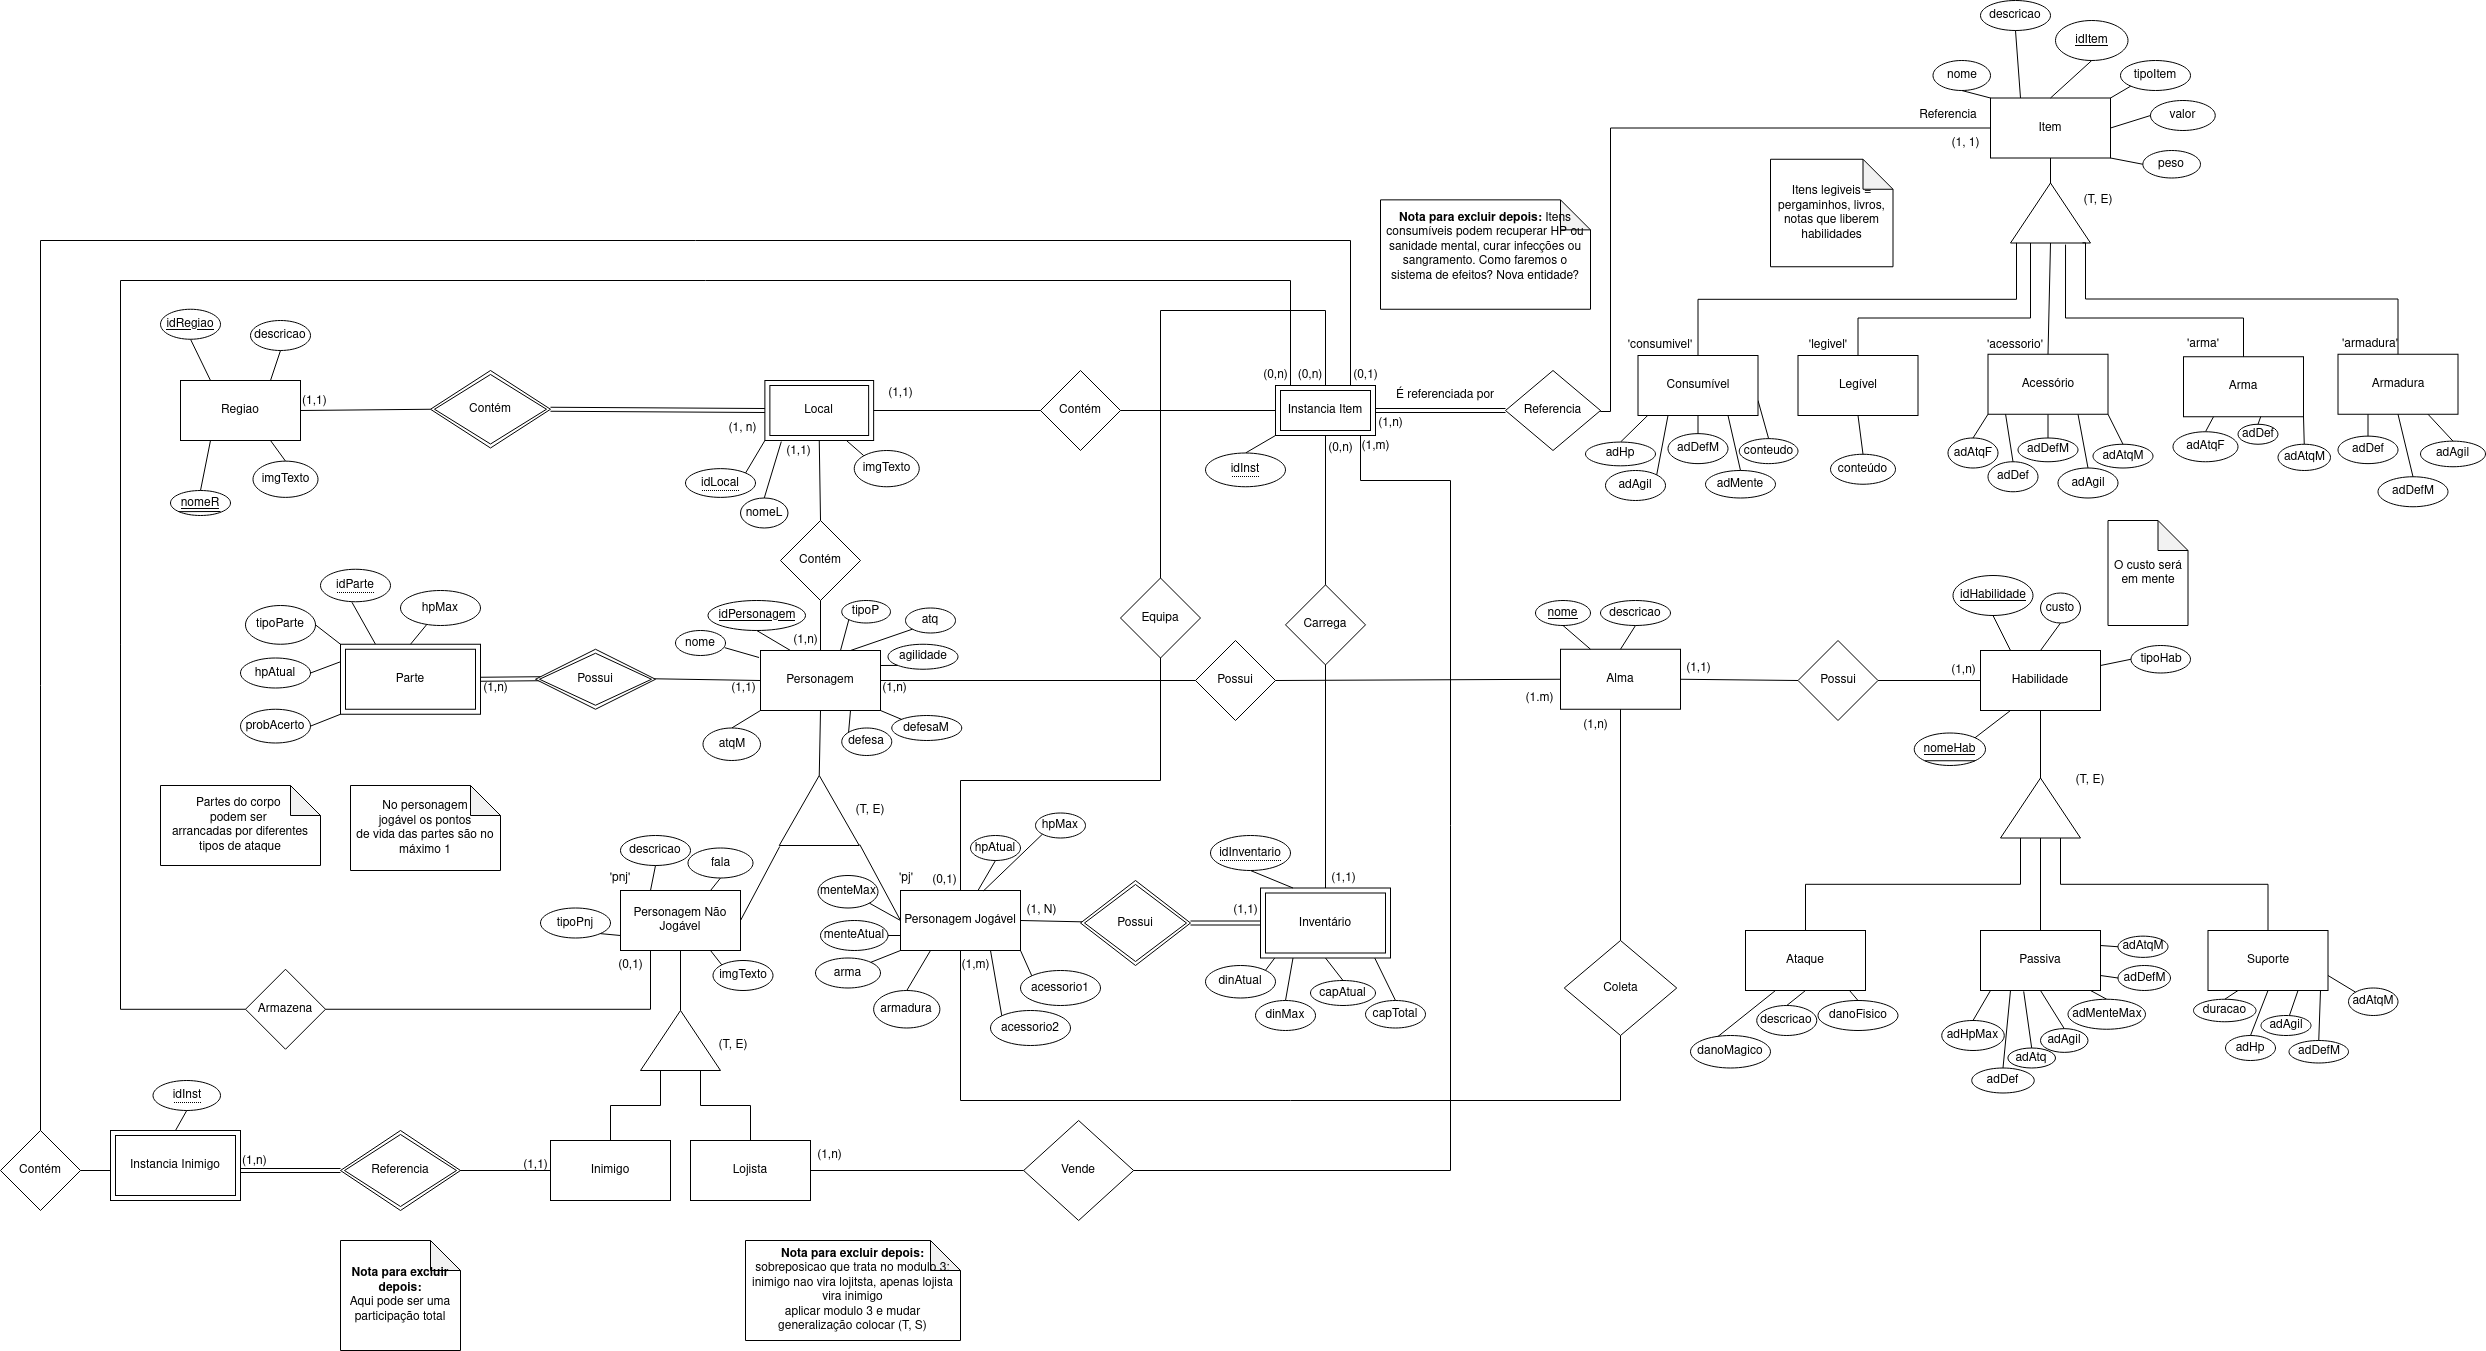 descricao
idItem
nome
tipoItem
valor
Referencia
Item
(1, 1)
peso
Itens legiveis =
pergaminhos, livros,
notas que liberem
habilidades
(T, E)
Nota para excluir depois: Itens
consumíveis podem recuperar HP ou
sanidade mental, curar infecções ou
sangramento. Como faremos o
sistema de efeitos? Nova entidade?
idRegiao
descricao
'consumivel'
'legivel'
'acessorio'
'arma'
'armadura'
(0,n)
(0,n)
(0,1)
Consumível
Legível
Acessório
Arma
Armadura
É referenciada por
Regiao
(1,1)
Contém
Local
(1,1)
Contém
Instancia Item
Referencia
(1, n)
(1,n)
(1,1)
(0,n)
(1,m)
imgTexto
idInst
adHp
adDefM
conteudo
adAgil
adMente
conteúdo
adAtqF
adDefM
adAtqM
adDef
adAgil
adAtqF
adDef
adAtqM
adDef
adAgil
adDefM
imgTexto
nomeR
idLocal
nomeL
Contém
O custo será
em mente
idParte
hpMax
tipoParte
hpAtual
probAcerto
Parte
(1,n)
Possui
idPersonagem
tipoP
atq
nome
(1,n)
agilidade
(1,1)
Personagem
(1,n)
atqM
defesa
defesaM
Equipa
Carrega
Possui
nome
descricao
Alma
(1,1)
(1.m)
(1,n)
Possui
idHabilidade
custo
(1,n)
Habilidade
tipoHab
nomeHab
(T, E)
Partes do corpo
podem ser
arrancadas por diferentes
tipos de ataque
No personagem
jogável os pontos
de vida das partes são no
máximo 1
(T, E)
descricao
fala
'pnj'
tipoPnj
Personagem Não
Jogável
(0,1)
imgTexto
hpMax
hpAtual
'pj'
(0,1)
menteMax
menteAtual
arma
armadura
Personagem Jogável
(1,m)
acessorio1
acessorio2
(1, N)
Possui
(1,1)
idInventario
(1,1)
Inventário
dinAtual
dinMax
capAtual
capTotal
Coleta
Ataque
danoMagico
descricao
danoFisico
Passiva
adAtqM
adDefM
adMenteMax
adHpMax
adAgil
adAtq
adDef
Suporte
duracao
adAgil
adHp
adDefM
adAtqM
Armazena
(T, E)
idInst
Contém
Instancia Inimigo
(1,n)
Referencia
(1,1)
Inimigo
Lojista
(1,n)
Vende
Nota para excluir
depois:
Aqui pode ser uma
participação total
Nota para excluir depois:
sobreposicao que trata no modulo 3:
inimigo nao vira lojitsta, apenas lojista
vira inimigo
aplicar modulo 3 e mudar
generalização colocar (T, S)